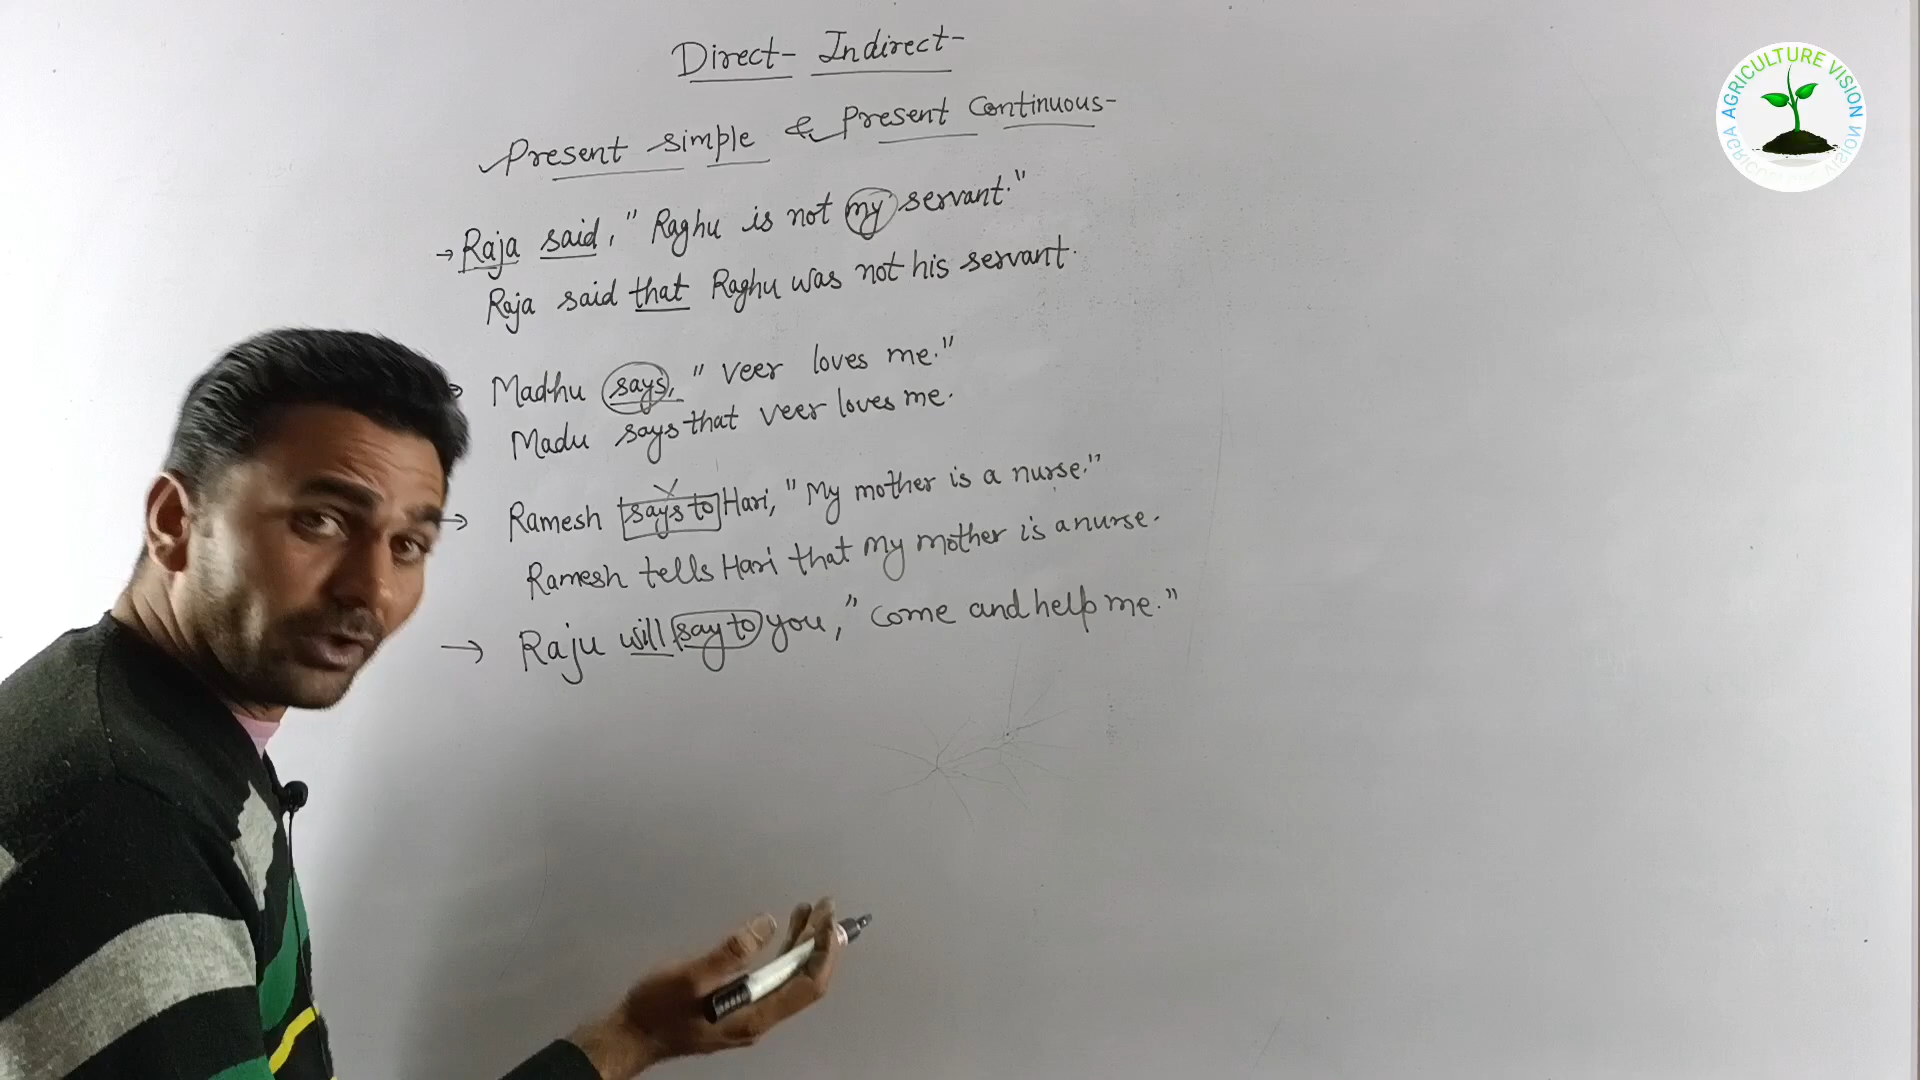 Direct- Indirect-
Present simple & Present Continuous-
→ Raja said, "Raghu is not my servant."
Raja said that Raghu was not his servant.
Madhu says, "Veer loves me."
Madu says that veer loves me.
→ Ramesh says to Hari, "My mother is a nurse."
Ramesh tells Hari that My mother is a nurse.
→ Raju will say to you, "Come and help me."
AGRICULTURE VISION